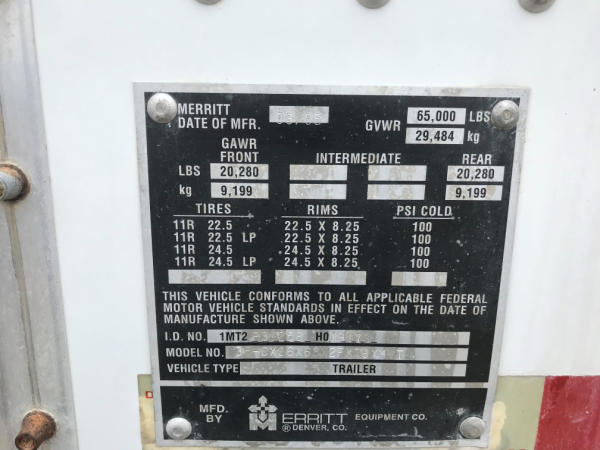 MERRITT
DATE OF MFR.
GVWR 65,000 LBS
29,484 kg
GAWR
FRONT INTERMEDIATE REAR
LBS 20,280 20,280
kg 9,199 9,199
TIRES RIMS PSI COLD
11R 22.5 22.5 X 8.25 100
11R 22.5 LP 22.5 X 8.25 100
11R 24.5 24.5 X 8.25 100
11R 24.5 LP 24.5 X 8.25 100
THIS VEHICLE CONFORMS TO ALL APPLICABLE FEDERAL
MOTOR VEHICLE STANDARDS IN EFFECT ON THE DATE OF
MANUFACTURE SHOWN ABOVE.
I.D. NO. 1MT2 H0
MODEL NO.
VEHICLE TYPE TRAILER
MFD. BY MERRITT EQUIPMENT CO.
® DENVER, CO.